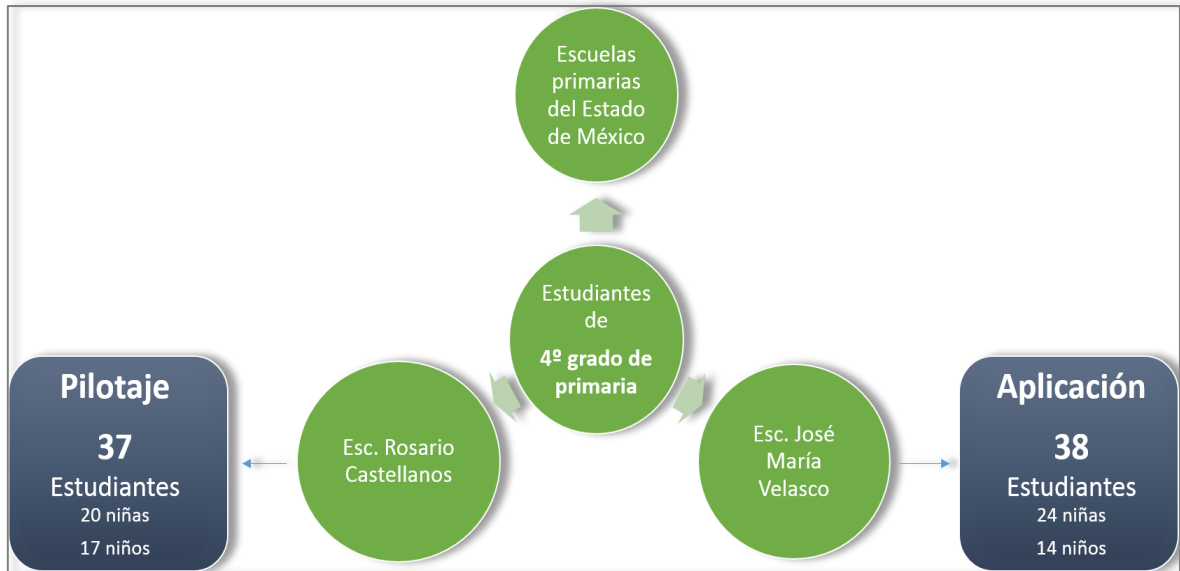 Escuelas
primarias
del Estado
de México
Estudiantes
de
4º grado de
primaria
Pilotaje
37
Estudiantes
20 niñas
17 niños
Esc. Rosario
Castellanos
Esc. José
María
Velasco
Aplicación
38
Estudiantes
24 niñas
14 niños